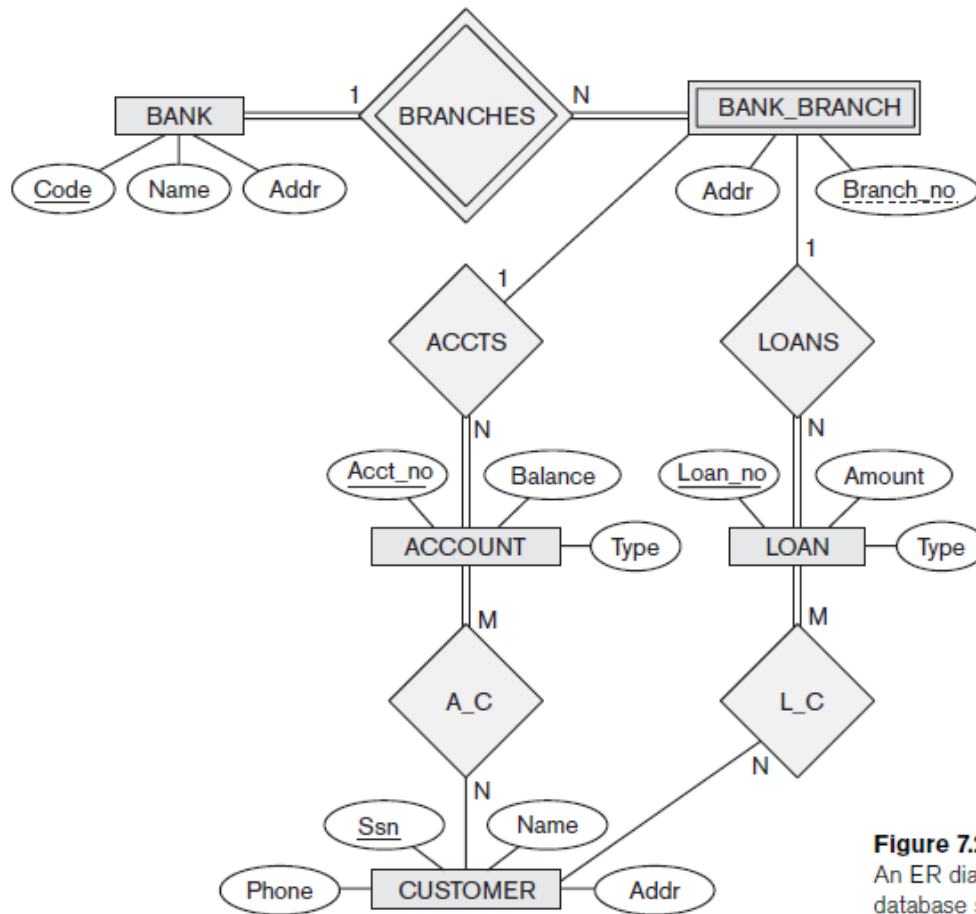 1
N
BANK
BRANCHES
BANK_BRANCH
Code
Name
Addr
Addr
Branch_no
1
1
ACCTS
LOANS
N
N
Acct_no
Balance
Loan_no
Amount
ACCOUNT
Type
LOAN
Type
M
M
A_C
L_C
N
N
Ssn
Name
Phone
CUSTOMER
Addr
Figure 7.2
An ER dia
database s